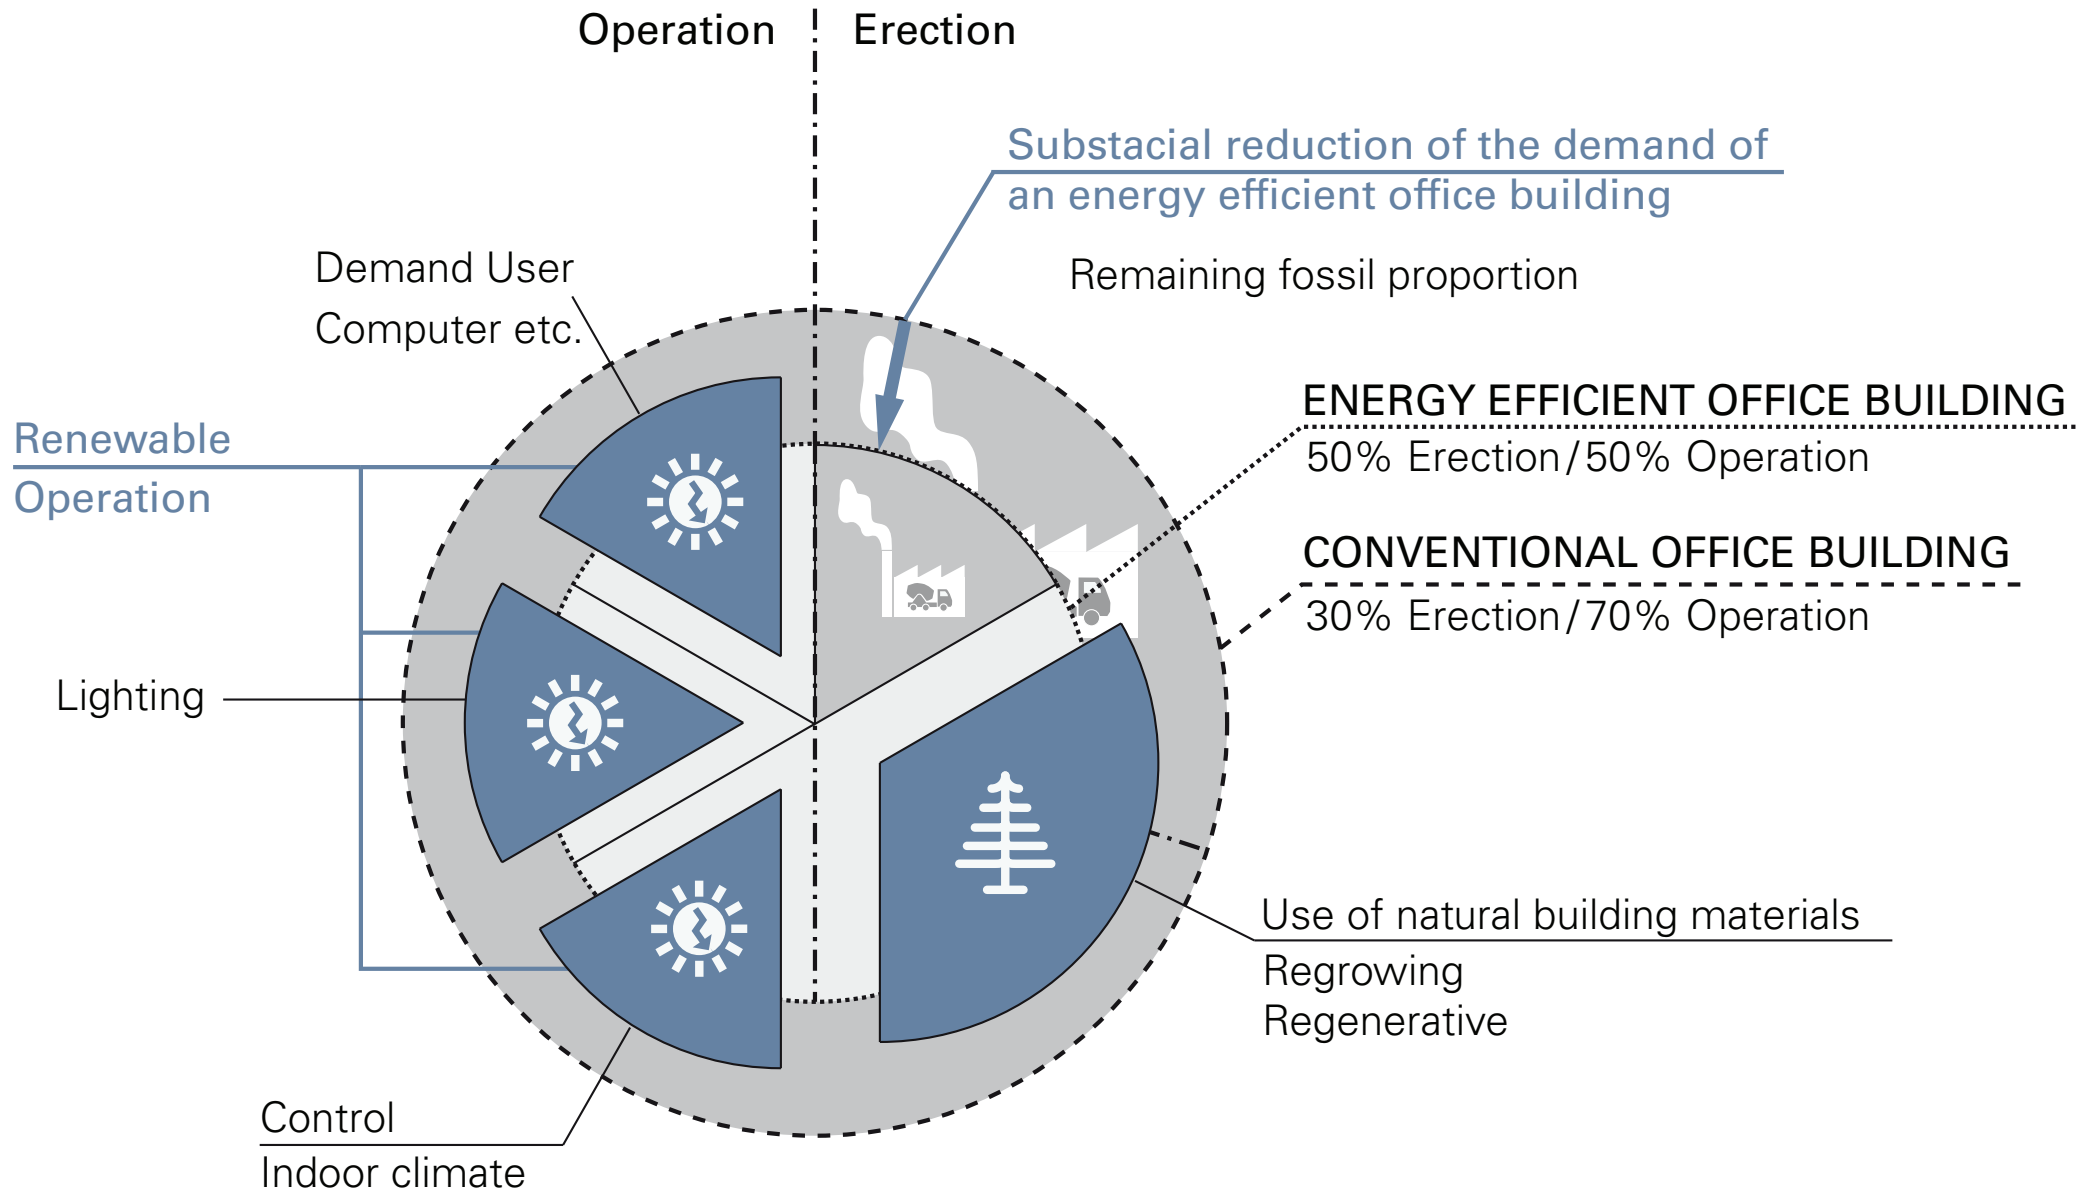 Operation
Erection
Substacial reduction of the demand of
an energy efficient office building
Demand User
Computer etc.
Remaining fossil proportion
ENERGY EFFICIENT OFFICE BUILDING
50% Erection/50% Operation
Renewable
Operation
CONVENTIONAL OFFICE BUILDING
30% Erection/70% Operation
Lighting
Use of natural building materials
Regrowing
Regenerative
Control
Indoor climate